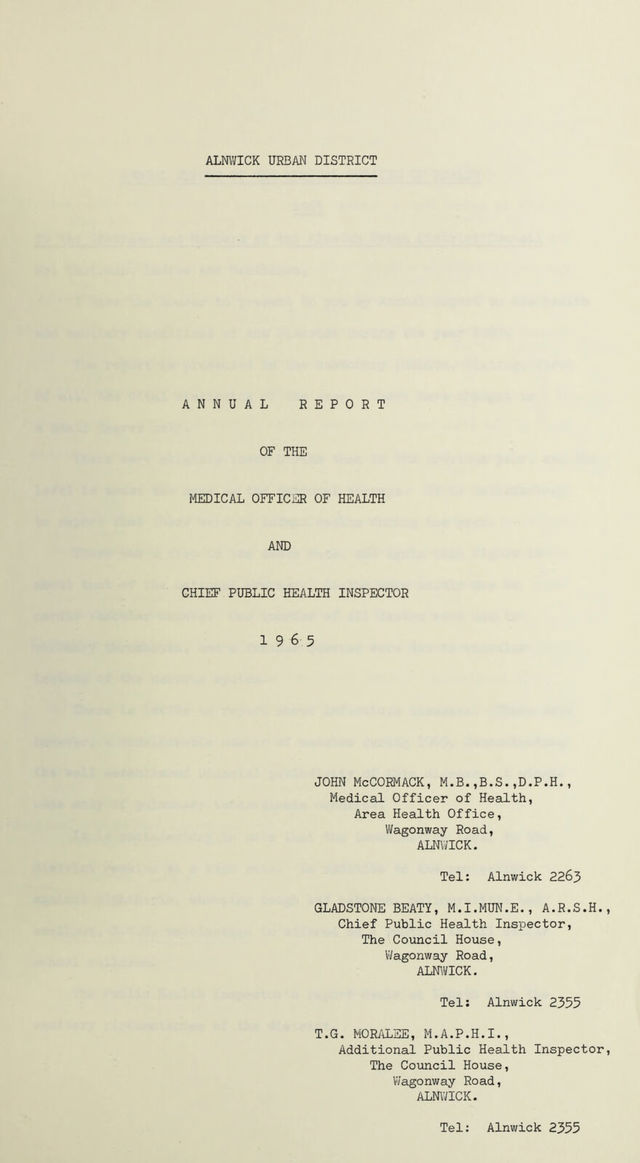 ALNWICK URBAN DISTRICT
ANNUAL REPORT
OF THE
MEDICAL OFFICER OF HEALTH
AND
CHIEF PUBLIC HEALTH INSPECTOR
1965
JOHN McCORMACK, M.B.,B.S.,D.P.H.,
Medical Officer of Health,
Area Health Office,
Wagonway Road,
ALNWICK.
Tel: Alnwick 2263
GLADSTONE BEATY, M.I.MUN.E., A.R.S.H.,
Chief Public Health Inspector,
The Council House,
Wagonway Road,
ALNWICK.
Tel: Alnwick 2355
T.G. MORALEE, M.A.P.H.I.,
Additional Public Health Inspector,
The Council House,
Wagonway Road,
ALNWICK.
Tel: Alnwick 2355